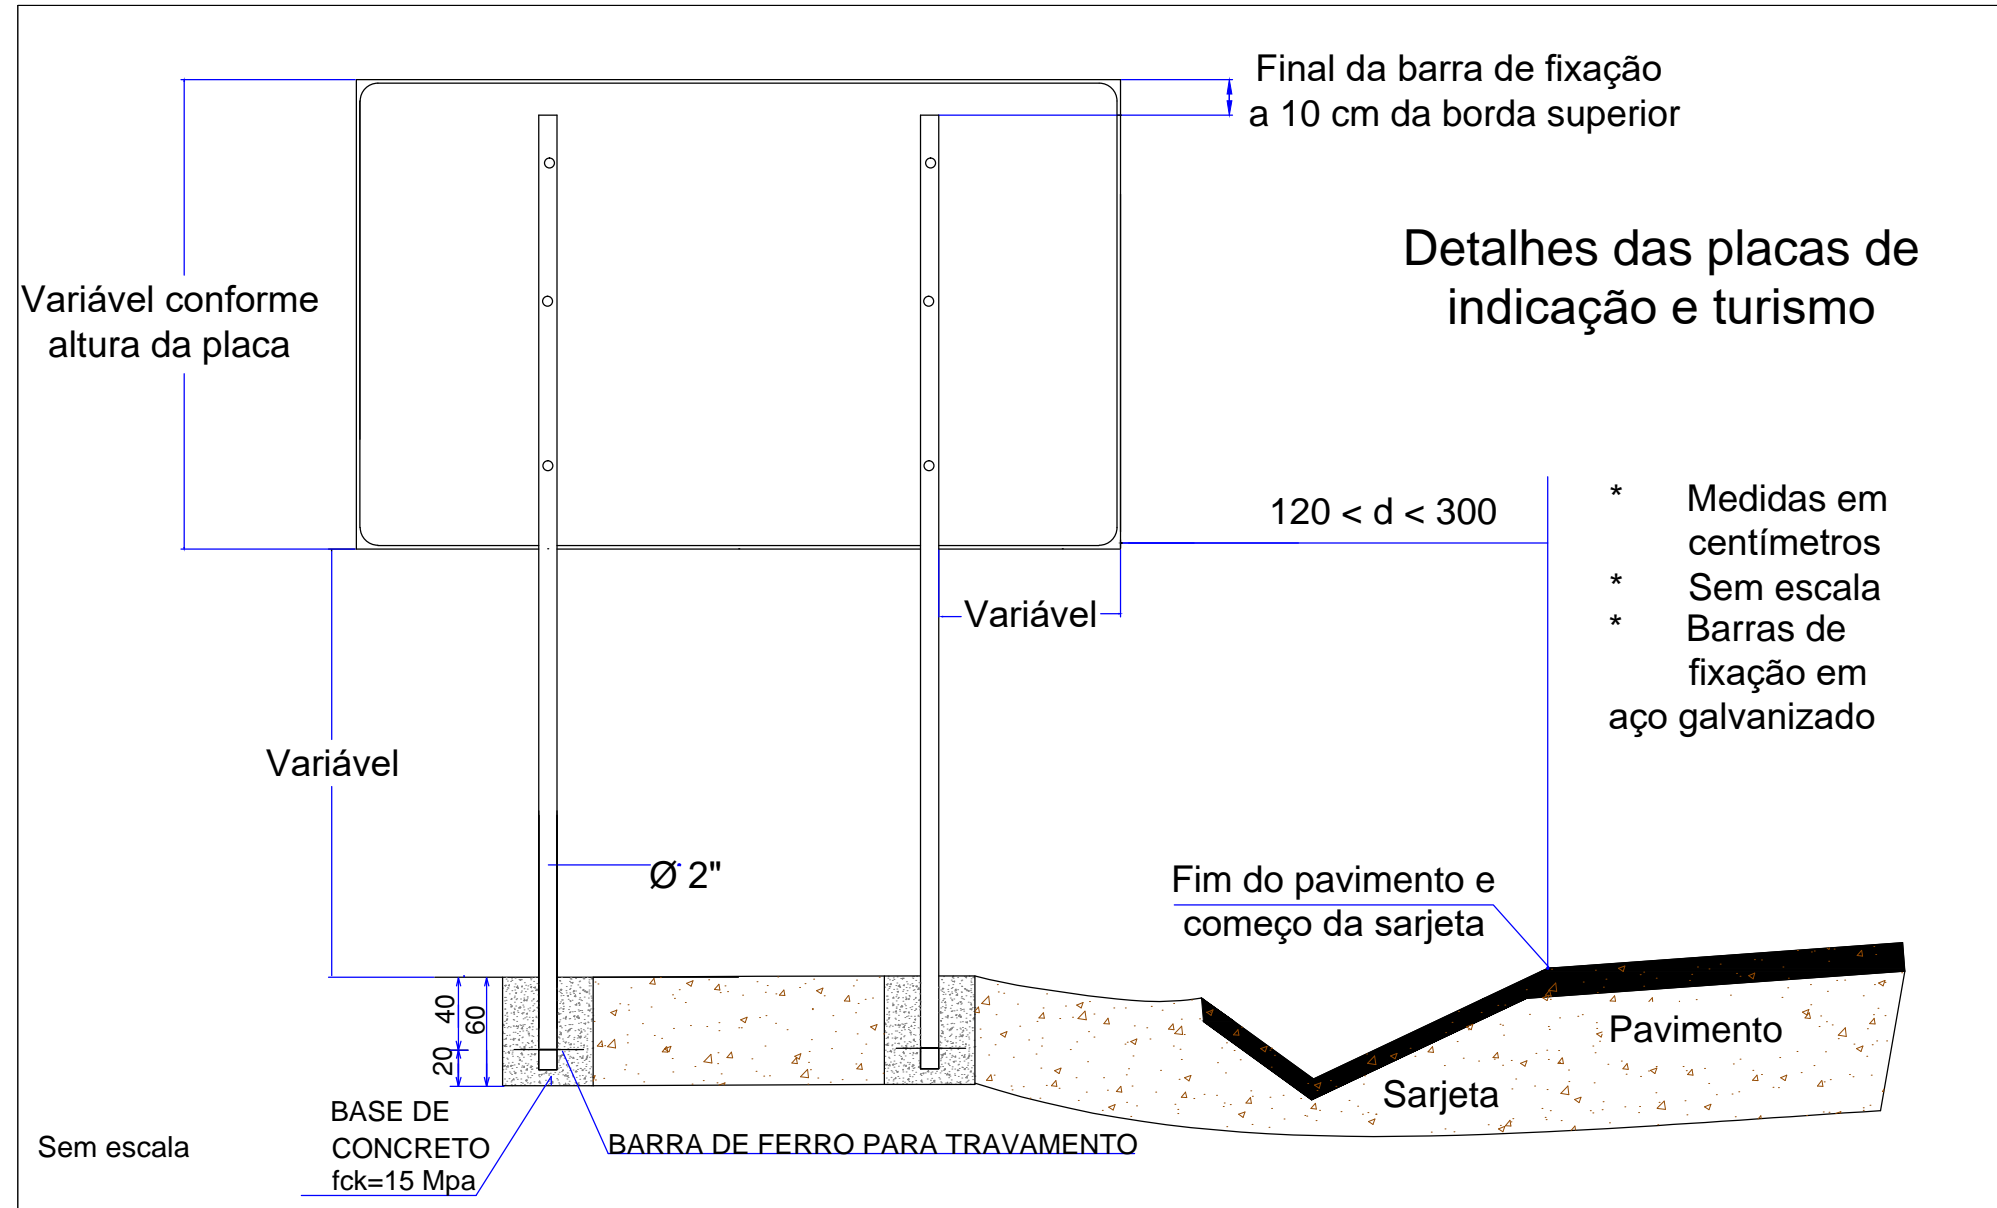 Final da barra de fixação
a 10 cm da borda superior
Detalhes das placas de
indicação e turismo
Variável conforme
altura da placa
120 < d < 300
* Medidas em
centímetros
* Sem escala
* Barras de
fixação em
aço galvanizado
Variável
Variável
Ø 2"
Fim do pavimento e
começo da sarjeta
40
60
20
Pavimento
Sarjeta
BASE DE
CONCRETO
fck=15 Mpa
BARRA DE FERRO PARA TRAVAMENTO
Sem escala